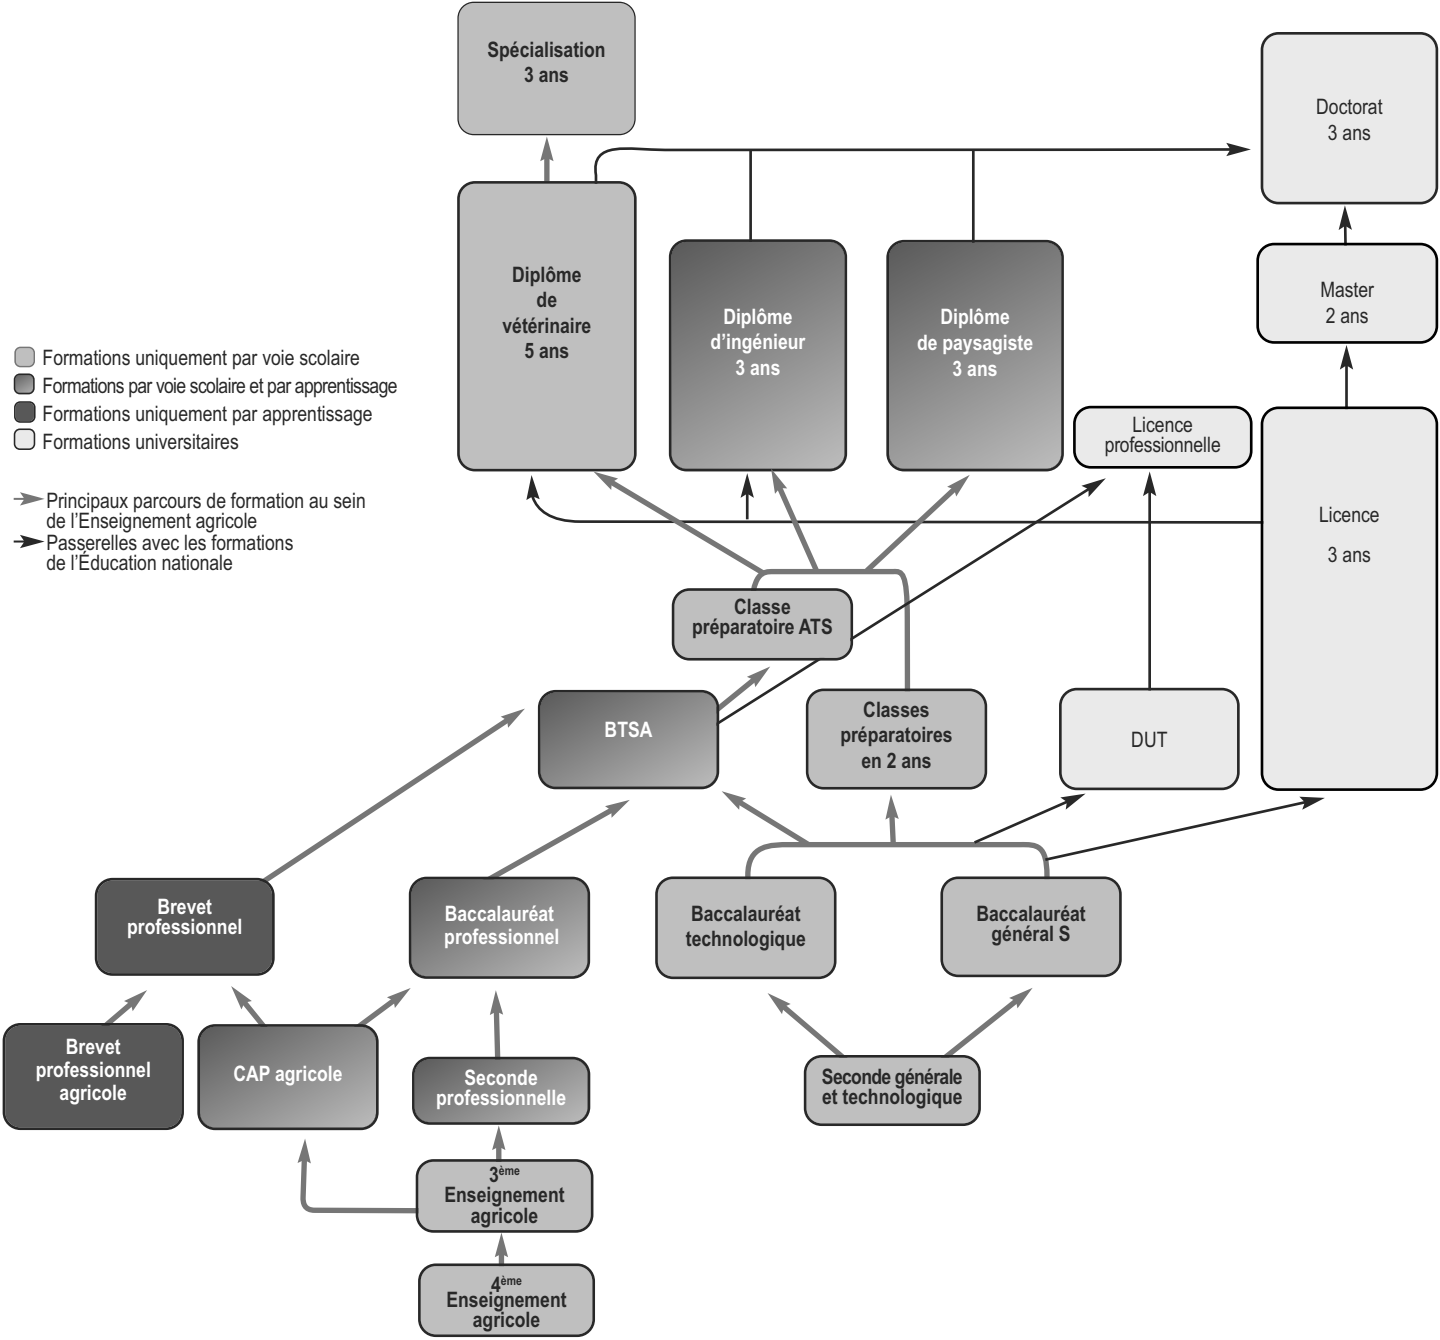 Spécialisation
3 ans
Doctorat
3 ans
Diplôme
de
vétérinaire
5 ans
Diplôme
d’ingénieur
3 ans
Diplôme
de paysagiste
3 ans
Master
2 ans
Formations uniquement par voie scolaire
Formations par voie scolaire et par apprentissage
Formations uniquement par apprentissage
Formations universitaires
Principaux parcours de formation au sein
de l’Enseignement agricole
Passerelles avec les formations
de l’Éducation nationale
Licence
professionnelle
Licence
3 ans
Classe
préparatoire ATS
BTSA
Classes
préparatoires
en 2 ans
DUT
Brevet
professionnel
Baccalauréat
professionnel
Baccalauréat
technologique
Baccalauréat
général S
Brevet
professionnel
agricole
CAP agricole
Seconde
professionnelle
Seconde générale
et technologique
3ème
Enseignement
agricole
4ème
Enseignement
agricole